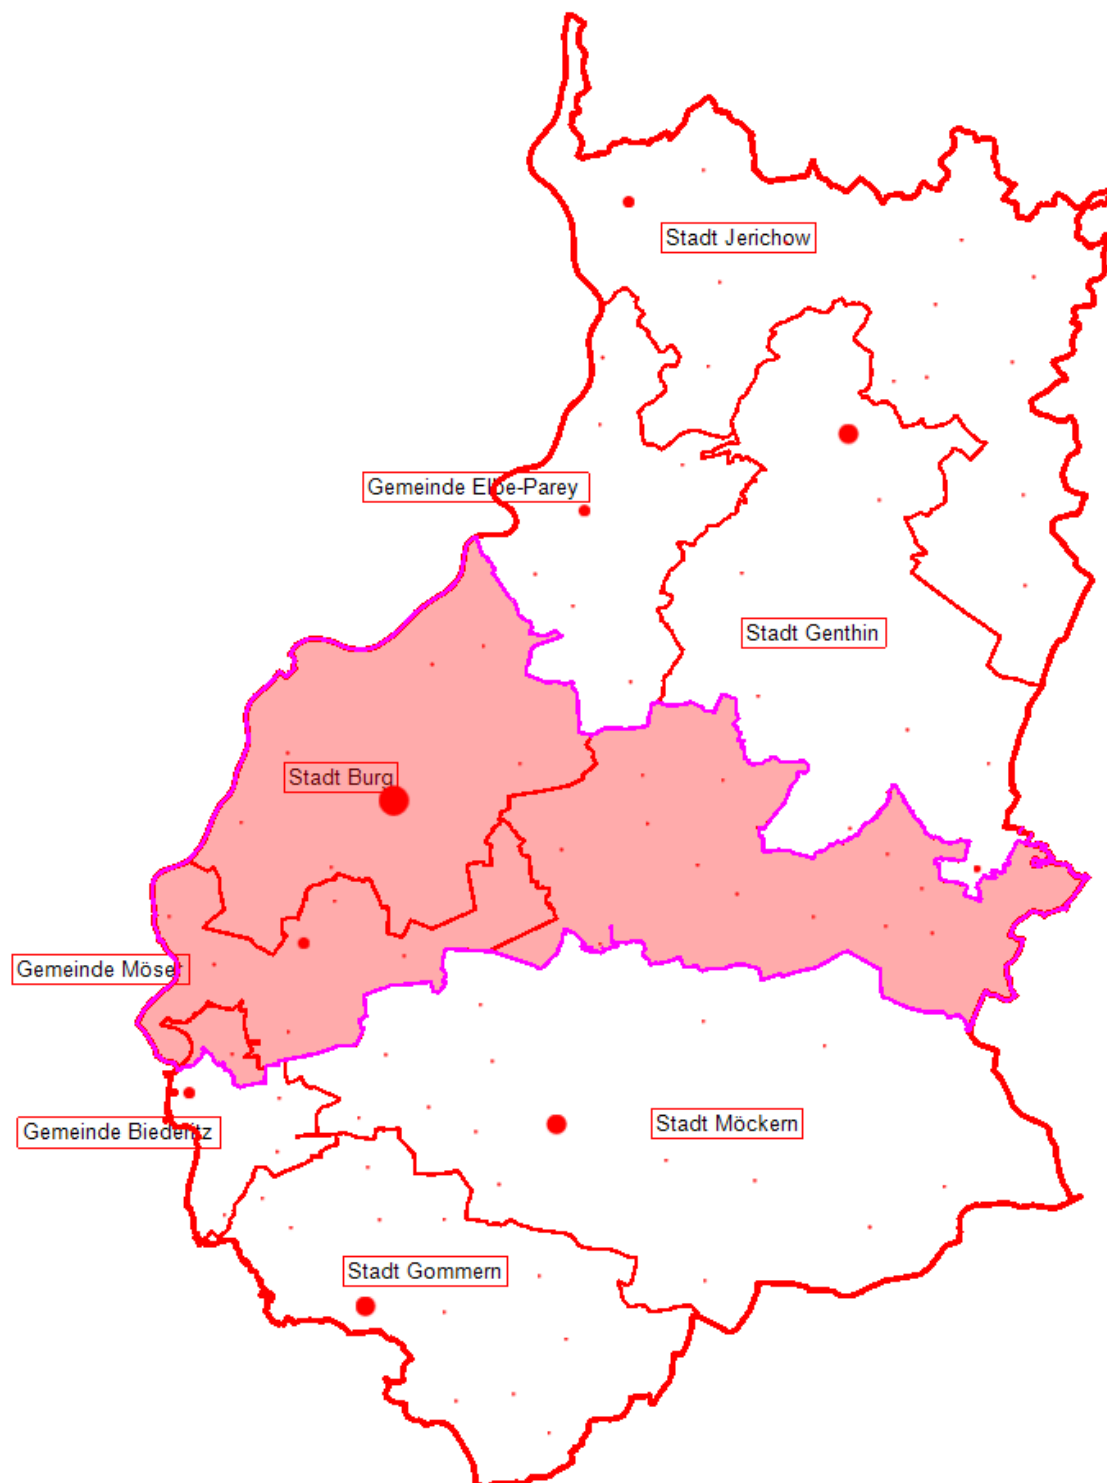 Stadt Jerichow
Gemeinde Elbe-Parey
Stadt Genthin
Stadt Burg
Gemeinde Möser
Stadt Möckern
Gemeinde Biederitz
Stadt Gommern